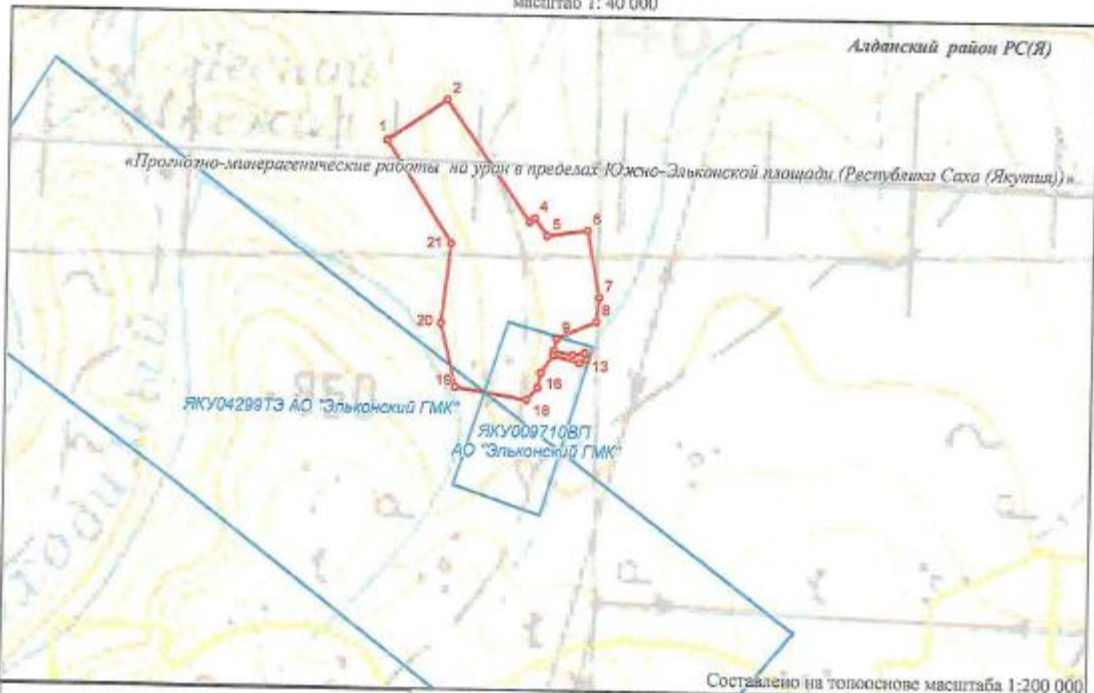 масштаб 1: 40 000
Алданский район РС(Я)
2
1
«Прогнозно-минерагенические работы на уран в пределах Южно-Эльконской площади (Республика Саха (Якутия))»
4
5
6
21
7
20
8
9
13
19
16
950
18
ЯКУ04299ТЭ АО "Эльконский ГМК"
ЯКУ009710ВП
АО "Эльконский ГМК"
Р
Р
Р
Составлено на топооснове масштаба 1:200 000